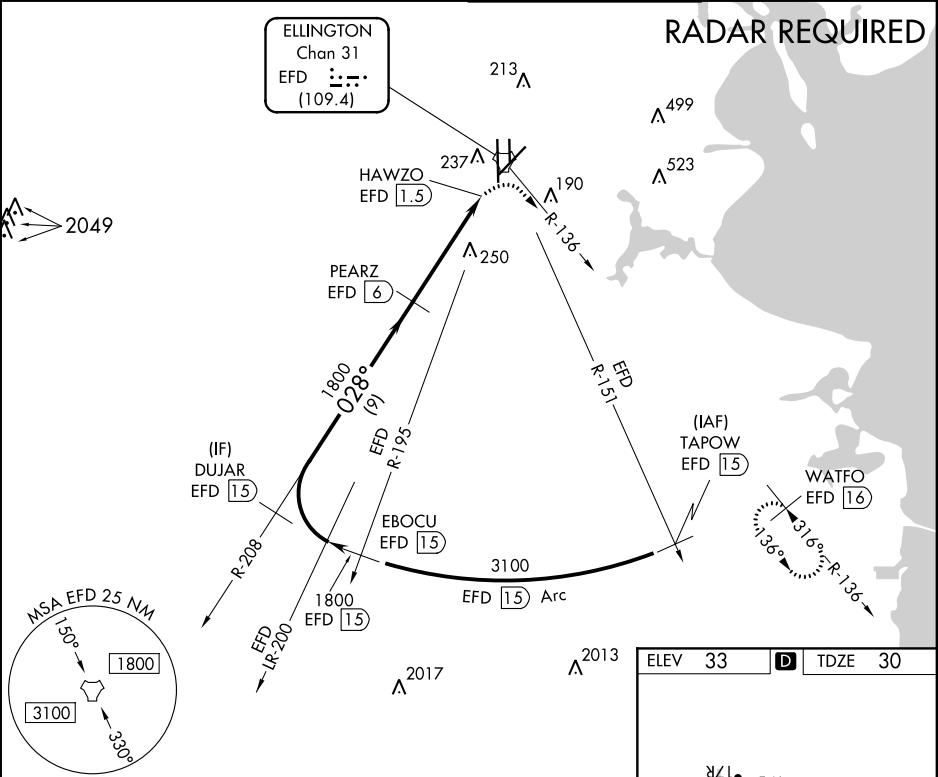 RADAR REQUIRED
ELLINGTON
Chan 31
EFD
(109.4)
213
499
237
523
HAWZO
EFD 1.5
190
2049
R-136
250
PEARZ
EFD 6
1800
028°
(9)
EFD
R-151
EFD
R-195
(IF)
DUJAR
EFD 15
(IAF)
TAPOW
EFD 15
WATFO
EFD 16
316°
136°
R-136
EBOCU
EFD 15
R-208
3100
EFD 15 Arc
1800
EFD 15
EFD
LR-200
MSA EFD 25 NM
150°
1800
3100
330°
2017
2013
ELEV 33 D TDZE 30
17R